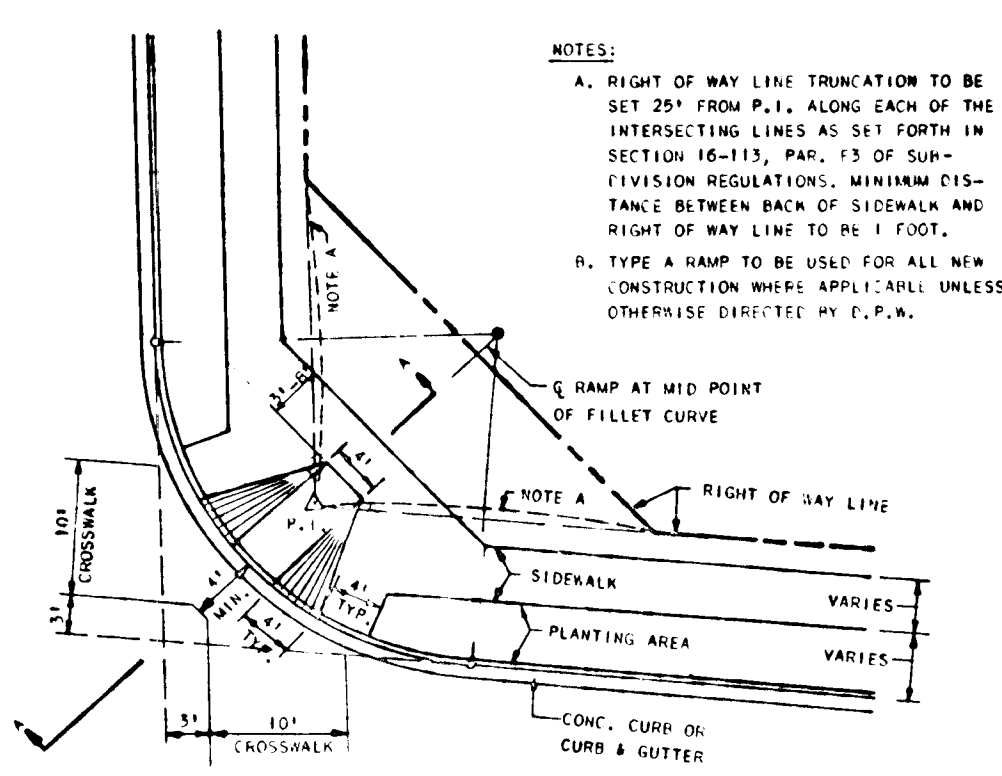 NOTES:
A. RIGHT OF WAY LINE TRUNCATION TO BE
SET 25' FROM P.I. ALONG EACH OF THE
INTERSECTING LINES AS SET FORTH IN
SECTION 16-113, PAR. F3 OF SUB-
DIVISION REGULATIONS. MINIMUM DIS-
TANCE BETWEEN BACK OF SIDEWALK AND
RIGHT OF WAY LINE TO BE 1 FOOT.
B. TYPE A RAMP TO BE USED FOR ALL NEW
CONSTRUCTION WHERE APPLICABLE UNLESS
OTHERWISE DIRECTED BY D.P.W.
NOTE A
A
3'-6"
℄ RAMP AT MID POINT
OF FILLET CURVE
4'
NOTE A
RIGHT OF WAY LINE
P.I.
10'
CROSSWALK
4'
MIN.
4'
TYP.
4'
TYP.
3'
SIDEWALK
VARIES
PLANTING AREA
VARIES
A
3'
10'
CROSSWALK
CONC. CURB OR
CURB & GUTTER